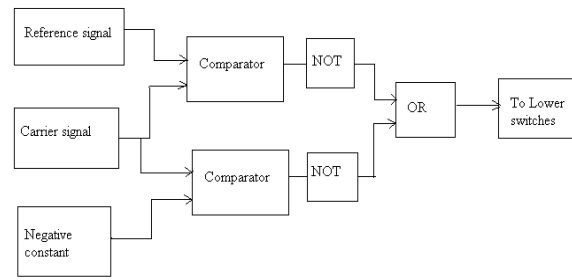 Reference signal
Comparator
NOT
Carrier signal
OR
To Lower
switches
Comparator
NOT
Negative
constant